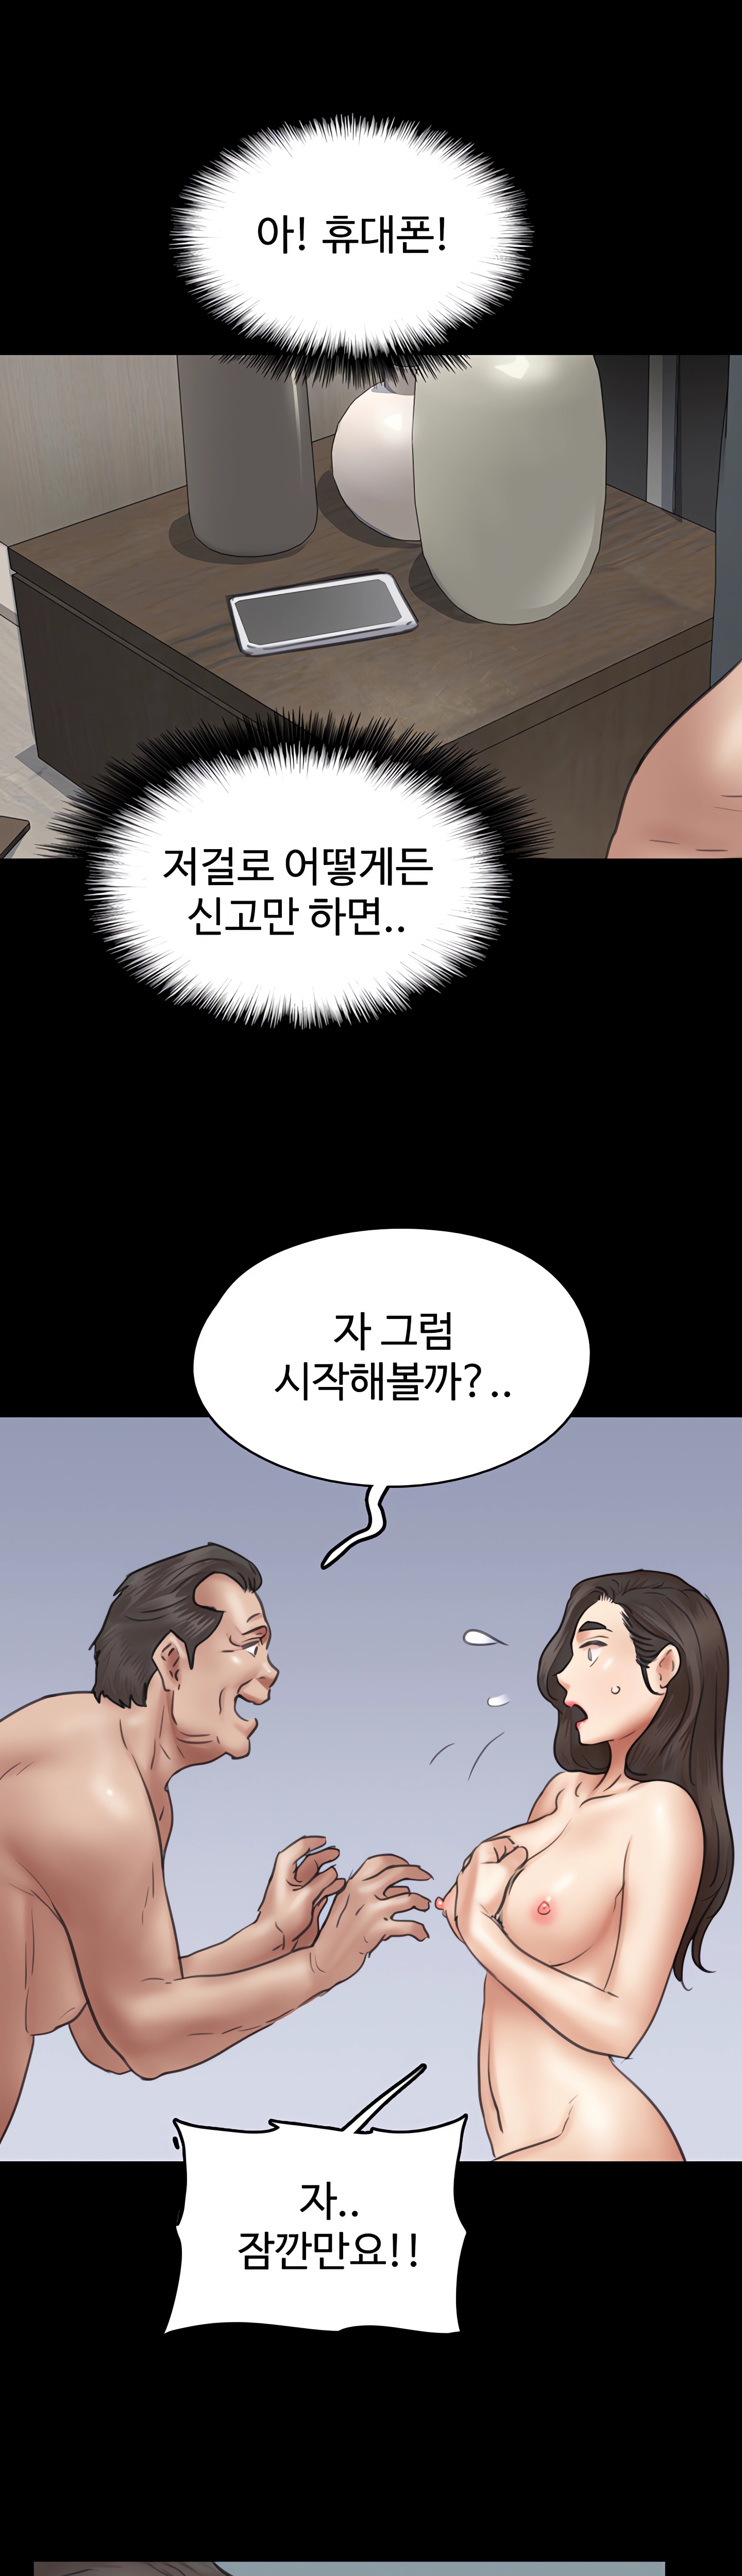 아! 휴대폰!
저걸로 어떻게든
신고만 하면..
자 그럼
시작해볼까?..
자..
잠깐만요!!